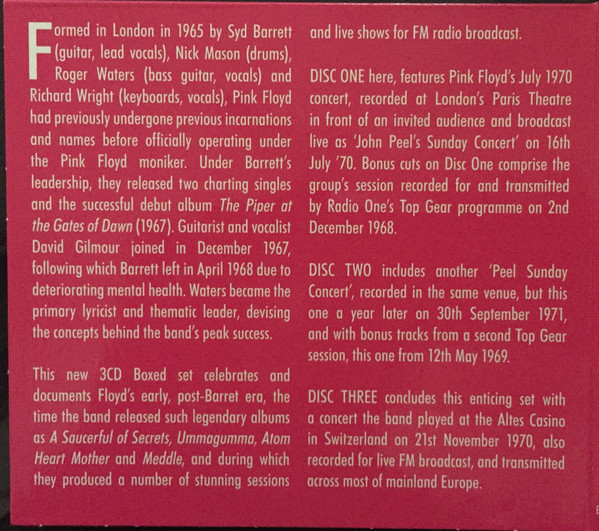 Formed in London in 1965 by Syd Barrett
(guitar, lead vocals), Nick Mason (drums),
Roger Waters (bass guitar, vocals) and
Richard Wright (keyboards, vocals), Pink Floyd
had previously undergone previous incarnations
and names before officially operating under
the Pink Floyd moniker. Under Barrett's
leadership, they released two charting singles
and the successful debut album The Piper at
the Gates of Dawn (1967). Guitarist and vocalist
David Gilmour joined in December 1967,
following which Barrett left in April 1968 due to
deteriorating mental health. Waters became the
primary lyricist and thematic leader, devising
the concepts behind the band's peak success.
This new 3CD Boxed set celebrates and
documents Floyd's early, post-Barret era, the
time the band released such legendary albums
as A Saucerful of Secrets, Ummagumma, Atom
Heart Mother and Meddle, and during which
they produced a number of stunning sessions
and live shows for FM radio broadcast.
DISC ONE here, features Pink Floyd's July 1970
concert, recorded at London's Paris Theatre
in front of an invited audience and broadcast
live as 'John Peel's Sunday Concert' on 16th
July '70. Bonus cuts on Disc One comprise the
group's session recorded for and transmitted
by Radio One's Top Gear programme on 2nd
December 1968.
DISC TWO includes another 'Peel Sunday
Concert', recorded in the same venue, but this
one a year later on 30th September 1971,
and with bonus tracks from a second Top Gear
session, this one from 12th May 1969.
DISC THREE concludes this enticing set with
a concert the band played at the Altes Casino
in Switzerland on 21st November 1970, also
recorded for live FM broadcast, and transmitted
across most of mainland Europe.